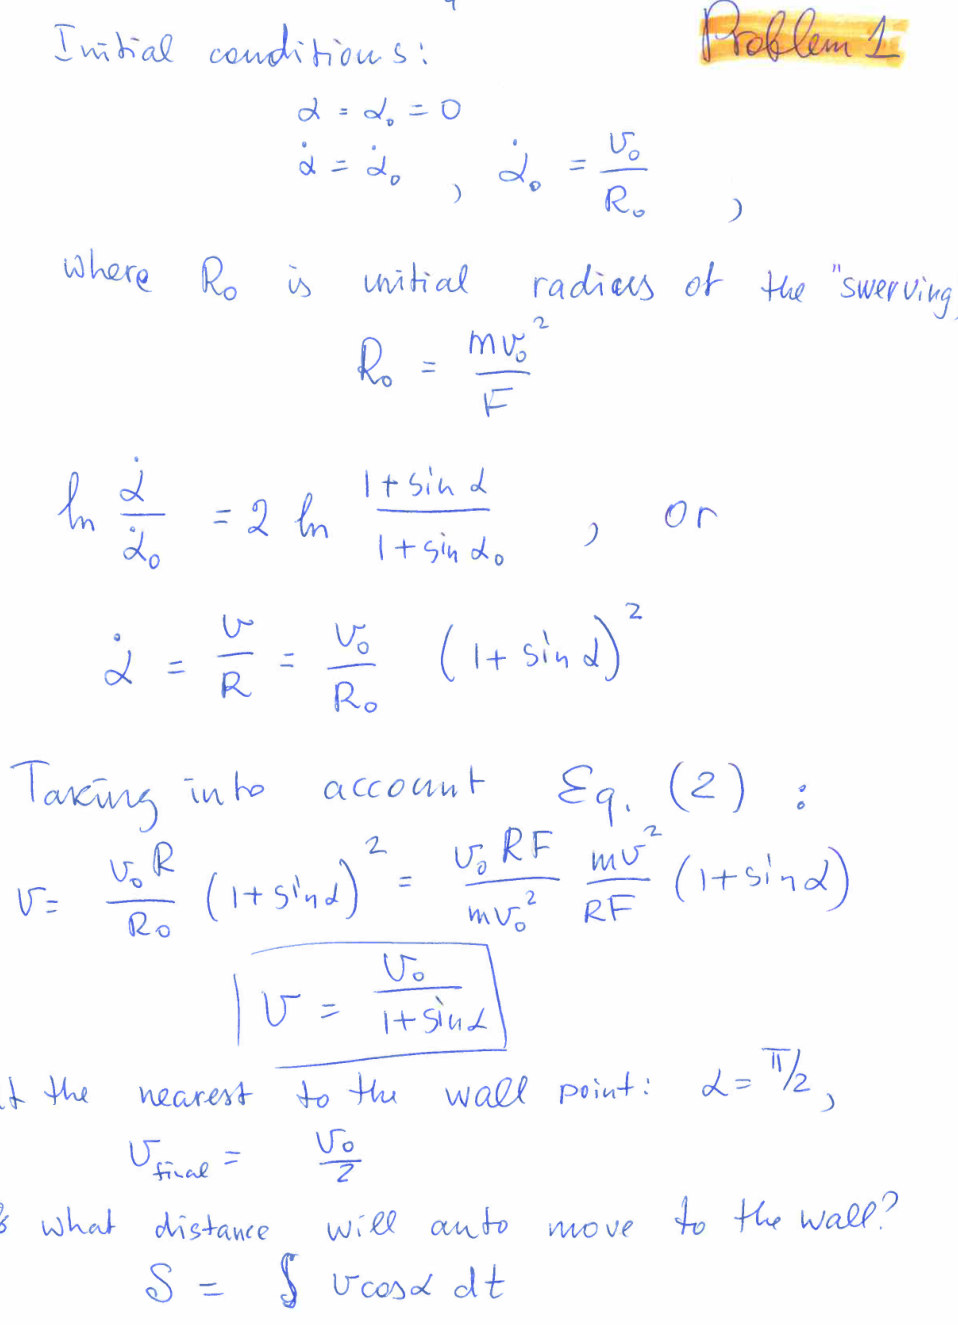 Problem 1
Initial conditions:
α = α₀ = 0
α̇ = α̇₀ , α̇₀ = v₀/R₀ ,
where R₀ is initial radius of the "swerving,
R₀ = mv₀²/F
ln α̇/α̇₀ = 2 ln (1+sin α)/(1+sin α₀) , or
α̇ = v/R = v₀/R₀ (1+sin α)²
Taking into account Eq. (2) :
v = v₀R/R₀ (1+sin α)² = v₀RF/mv₀² mv²/RF (1+sin α)
v = v₀/(1+sin α)
t the nearest to the wall point: α = π/2,
v final = v₀/2
what distance will auto move to the wall?
S = ∫ v cos α dt